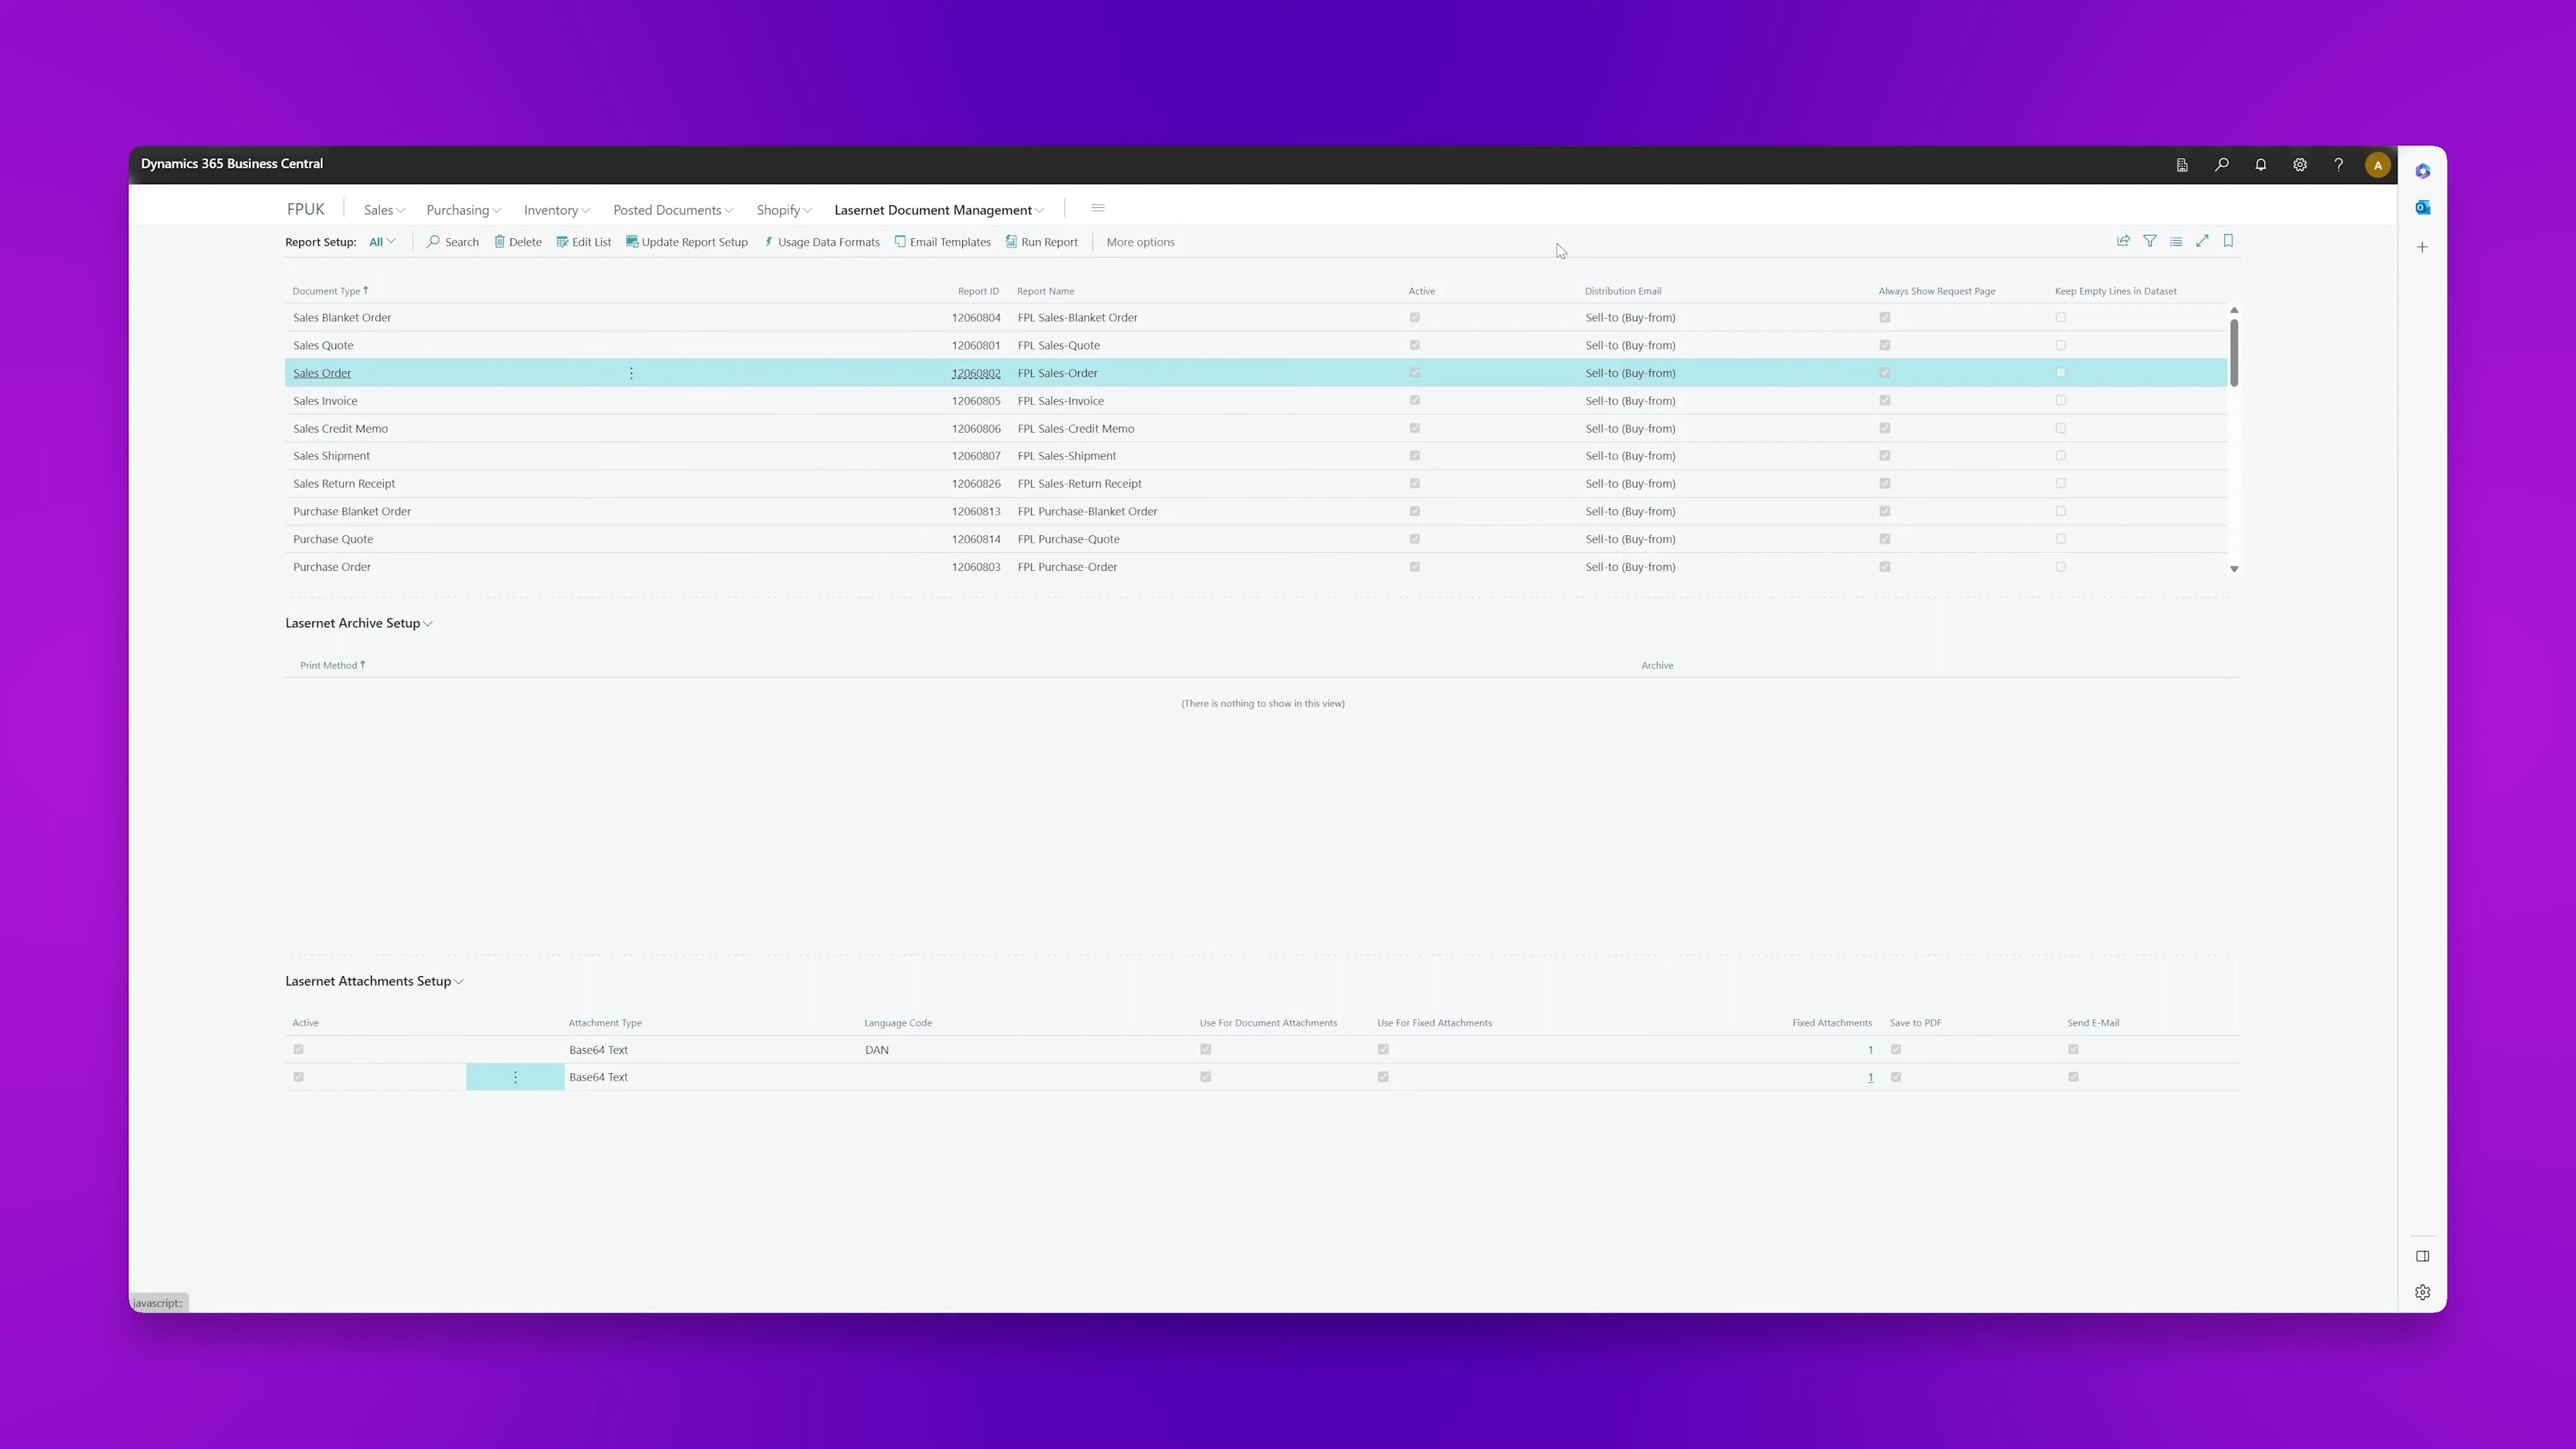 Dynamics 365 Business Central
A
FPUK Sales Purchasing Inventory Posted Documents Shopify Lasernet Document Management
Report Setup: All Search Delete Edit List Update Report Setup Usage Data Formats Email Templates Run Report More options
Document Type Report ID Report Name Active Distribution Email Always Show Request Page Keep Empty Lines in Dataset
Sales Blanket Order 12060804 FPL Sales-Blanket Order Sell-to (Buy-from)
Sales Quote 12060801 FPL Sales-Quote Sell-to (Buy-from)
Sales Order 12060802 FPL Sales-Order Sell-to (Buy-from)
Sales Invoice 12060805 FPL Sales-Invoice Sell-to (Buy-from)
Sales Credit Memo 12060806 FPL Sales-Credit Memo Sell-to (Buy-from)
Sales Shipment 12060807 FPL Sales-Shipment Sell-to (Buy-from)
Sales Return Receipt 12060826 FPL Sales-Return Receipt Sell-to (Buy-from)
Purchase Blanket Order 12060813 FPL Purchase-Blanket Order Sell-to (Buy-from)
Purchase Quote 12060814 FPL Purchase-Quote Sell-to (Buy-from)
Purchase Order 12060803 FPL Purchase-Order Sell-to (Buy-from)
Lasernet Archive Setup
Print Method Archive
(There is nothing to show in this view)
Lasernet Attachments Setup
Active Attachment Type Language Code Use For Document Attachments Use For Fixed Attachments Fixed Attachments Save to PDF Send E-Mail
Base64 Text DAN 1
Base64 Text 1
javascript:;